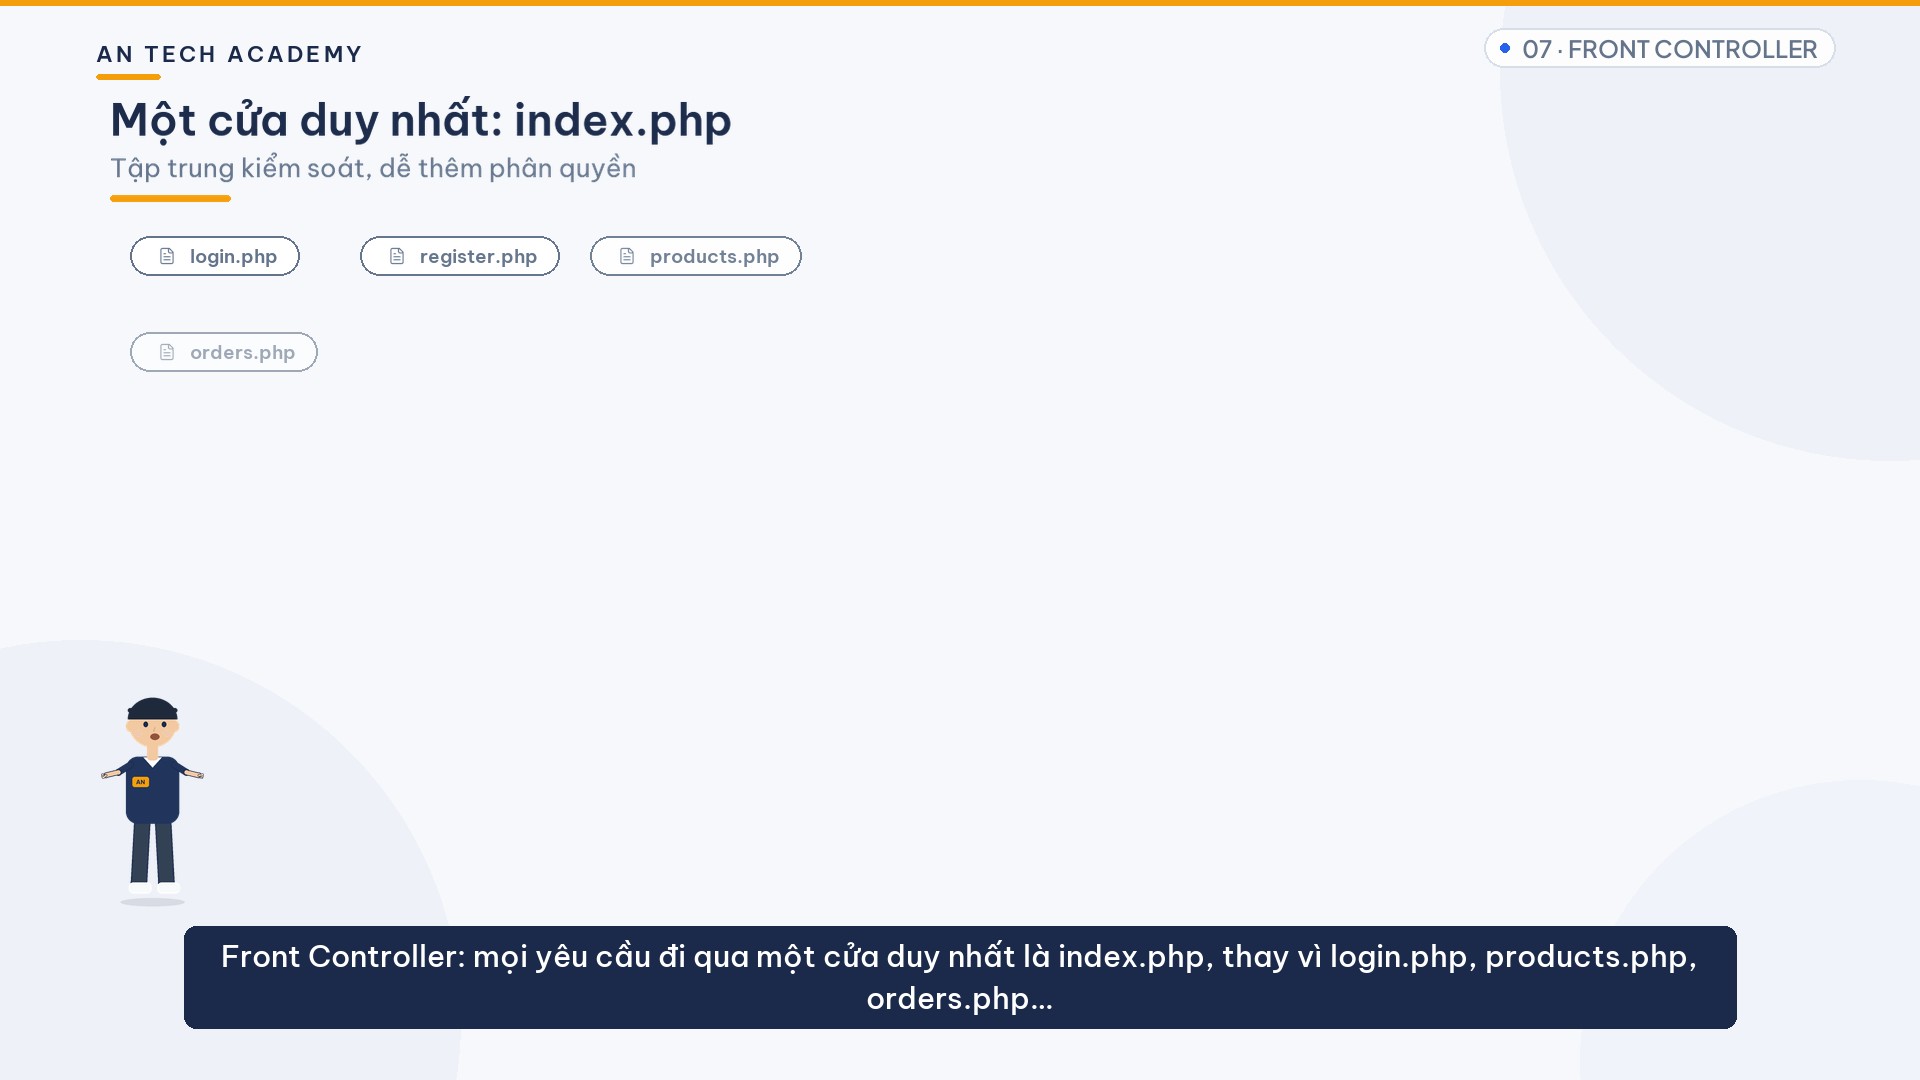 AN TECH ACADEMY
07 · FRONT CONTROLLER
Một cửa duy nhất: index.php
Tập trung kiểm soát, dễ thêm phân quyền
login.php
register.php
products.php
orders.php
AN
Front Controller: mọi yêu cầu đi qua một cửa duy nhất là index.php, thay vì login.php, products.php,
orders.php...